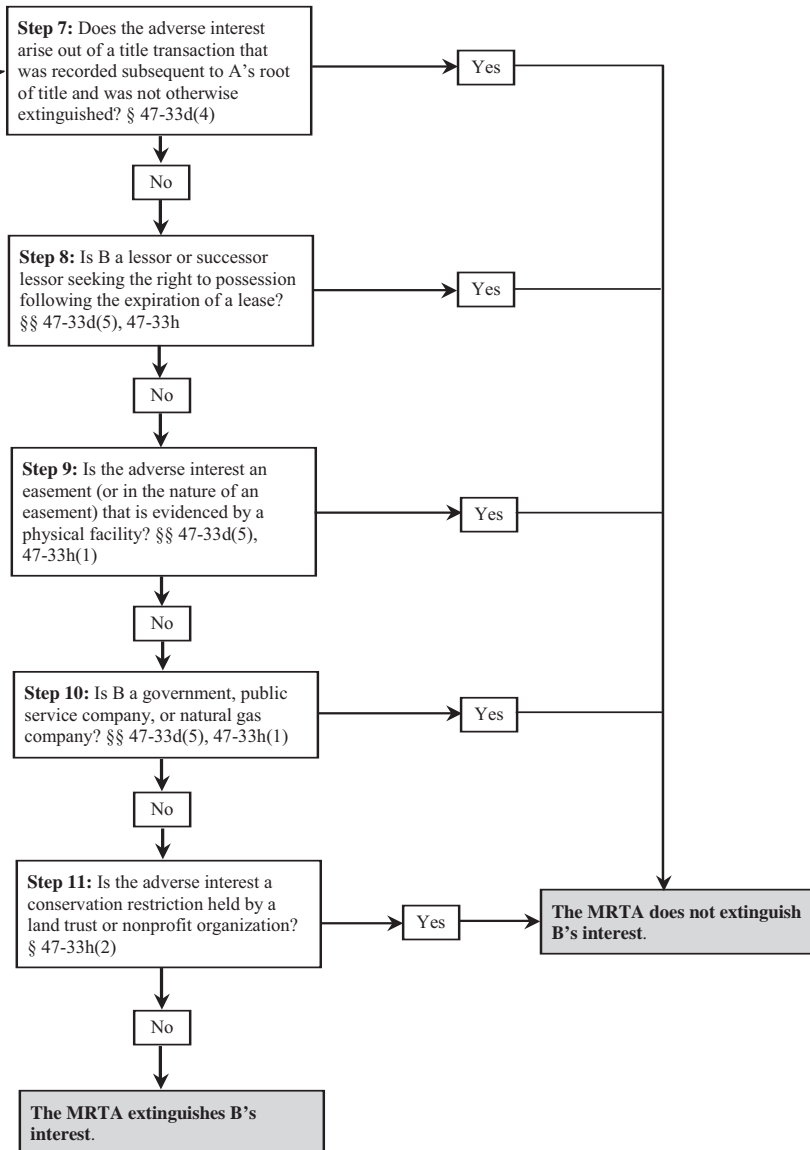 Step 7: Does the adverse interest
arise out of a title transaction that
was recorded subsequent to A's root
of title and was not otherwise
extinguished? § 47-33d(4)
Yes
No
Step 8: Is B a lessor or successor
lessor seeking the right to possession
following the expiration of a lease?
§§ 47-33d(5), 47-33h
Yes
No
Step 9: Is the adverse interest an
easement (or in the nature of an
easement) that is evidenced by a
physical facility? §§ 47-33d(5),
47-33h(1)
Yes
No
Step 10: Is B a government, public
service company, or natural gas
company? §§ 47-33d(5), 47-33h(1)
Yes
No
Step 11: Is the adverse interest a
conservation restriction held by a
land trust or nonprofit organization?
§ 47-33h(2)
Yes
The MRTA does not extinguish
B's interest.
No
The MRTA extinguishes B's
interest.